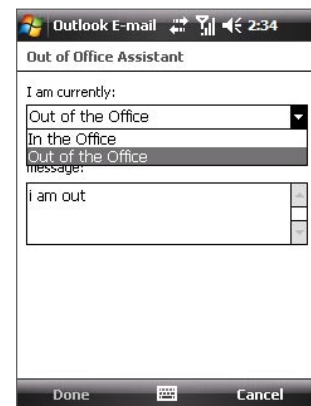 Outlook E-mail 2:34
Out of Office Assistant
I am currently:
Out of the Office
In the Office
Out of the Office
message:
i am out
Done Cancel